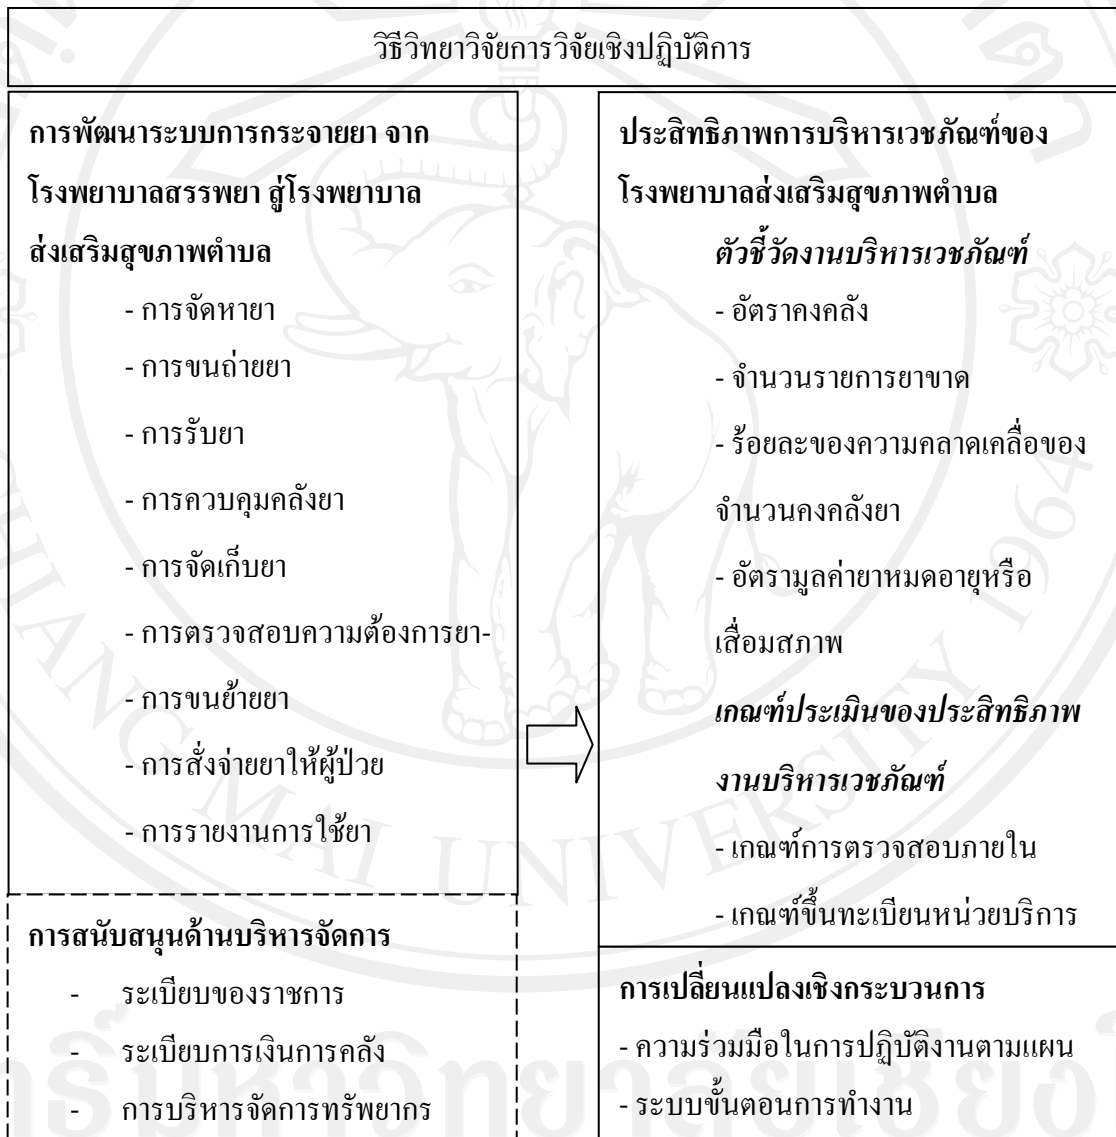 วิธีวิทยาวิจัยการวิจัยเชิงปฏิบัติการ
การพัฒนาระบบการกระจายยา จาก
โรงพยาบาลสรรพยา สู่โรงพยาบาล
ส่งเสริมสุขภาพตำบล
- การจัดหายา
- การขนถ่ายยา
- การรับยา
- การควบคุมคลังยา
- การจัดเก็บยา
- การตรวจสอบความต้องการยา-
- การขนย้ายยา
- การสั่งจ่ายยาให้ผู้ป่วย
- การรายงานการใช้ยา
การสนับสนุนด้านบริหารจัดการ
- ระเบียบของราชการ
- ระเบียบการเงินการคลัง
- การบริหารจัดการทรัพยากร
ประสิทธิภาพการบริหารเวชภัณฑ์ของ
โรงพยาบาลส่งเสริมสุขภาพตำบล
ตัวชี้วัดงานบริหารเวชภัณฑ์
- อัตราคงคลัง
- จำนวนรายการยาขาด
- ร้อยละของความคลาดเคลื่อของ
จำนวนคงคลังยา
- อัตรามูลค่ายาหมดอายุหรือ
เสื่อมสภาพ
เกณฑ์ประเมินของประสิทธิภาพ
งานบริหารเวชภัณฑ์
- เกณฑ์การตรวจสอบภายใน
- เกณฑ์ขึ้นทะเบียนหน่วยบริการ
การเปลี่ยนแปลงเชิงกระบวนการ
- ความร่วมมือในการปฏิบัติงานตามแผน
- ระบบขั้นตอนการทำงาน
CHIANG MAI UNIVERSITY 1964